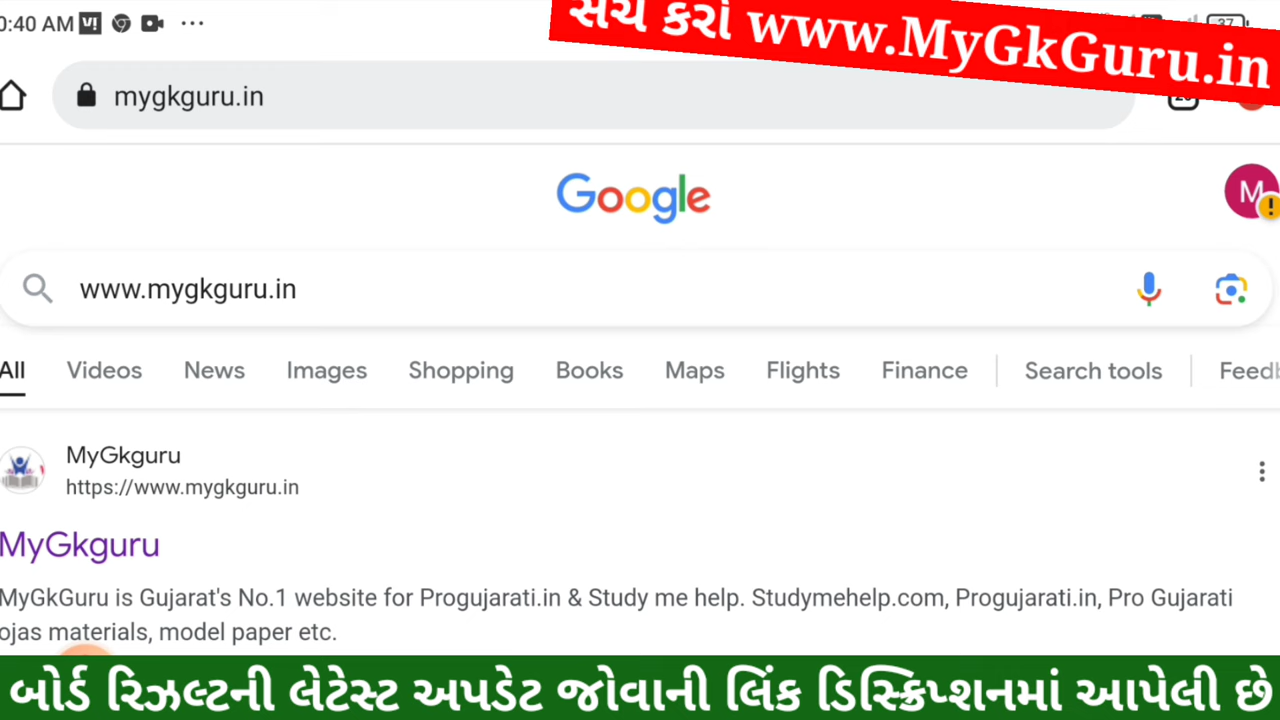 0:40 AM
સર્ચ કરો www.MyGkGuru.in
37
mygkguru.in
Google
M
www.mygkguru.in
All Videos News Images Shopping Books Maps Flights Finance Search tools
MyGkguru
https://www.mygkguru.in
MyGkguru
MyGkGuru is Gujarat's No.1 website for Progujarati.in & Study me help. Studymehelp.com, Progujarati.in, Pro Gujarati
ojas materials, model paper etc.
બોર્ડ રિઝલ્ટની લેટેસ્ટ અપડેટ જોવાની લિંક ડિસ્ક્રિપ્શનમાં આપેલી છે